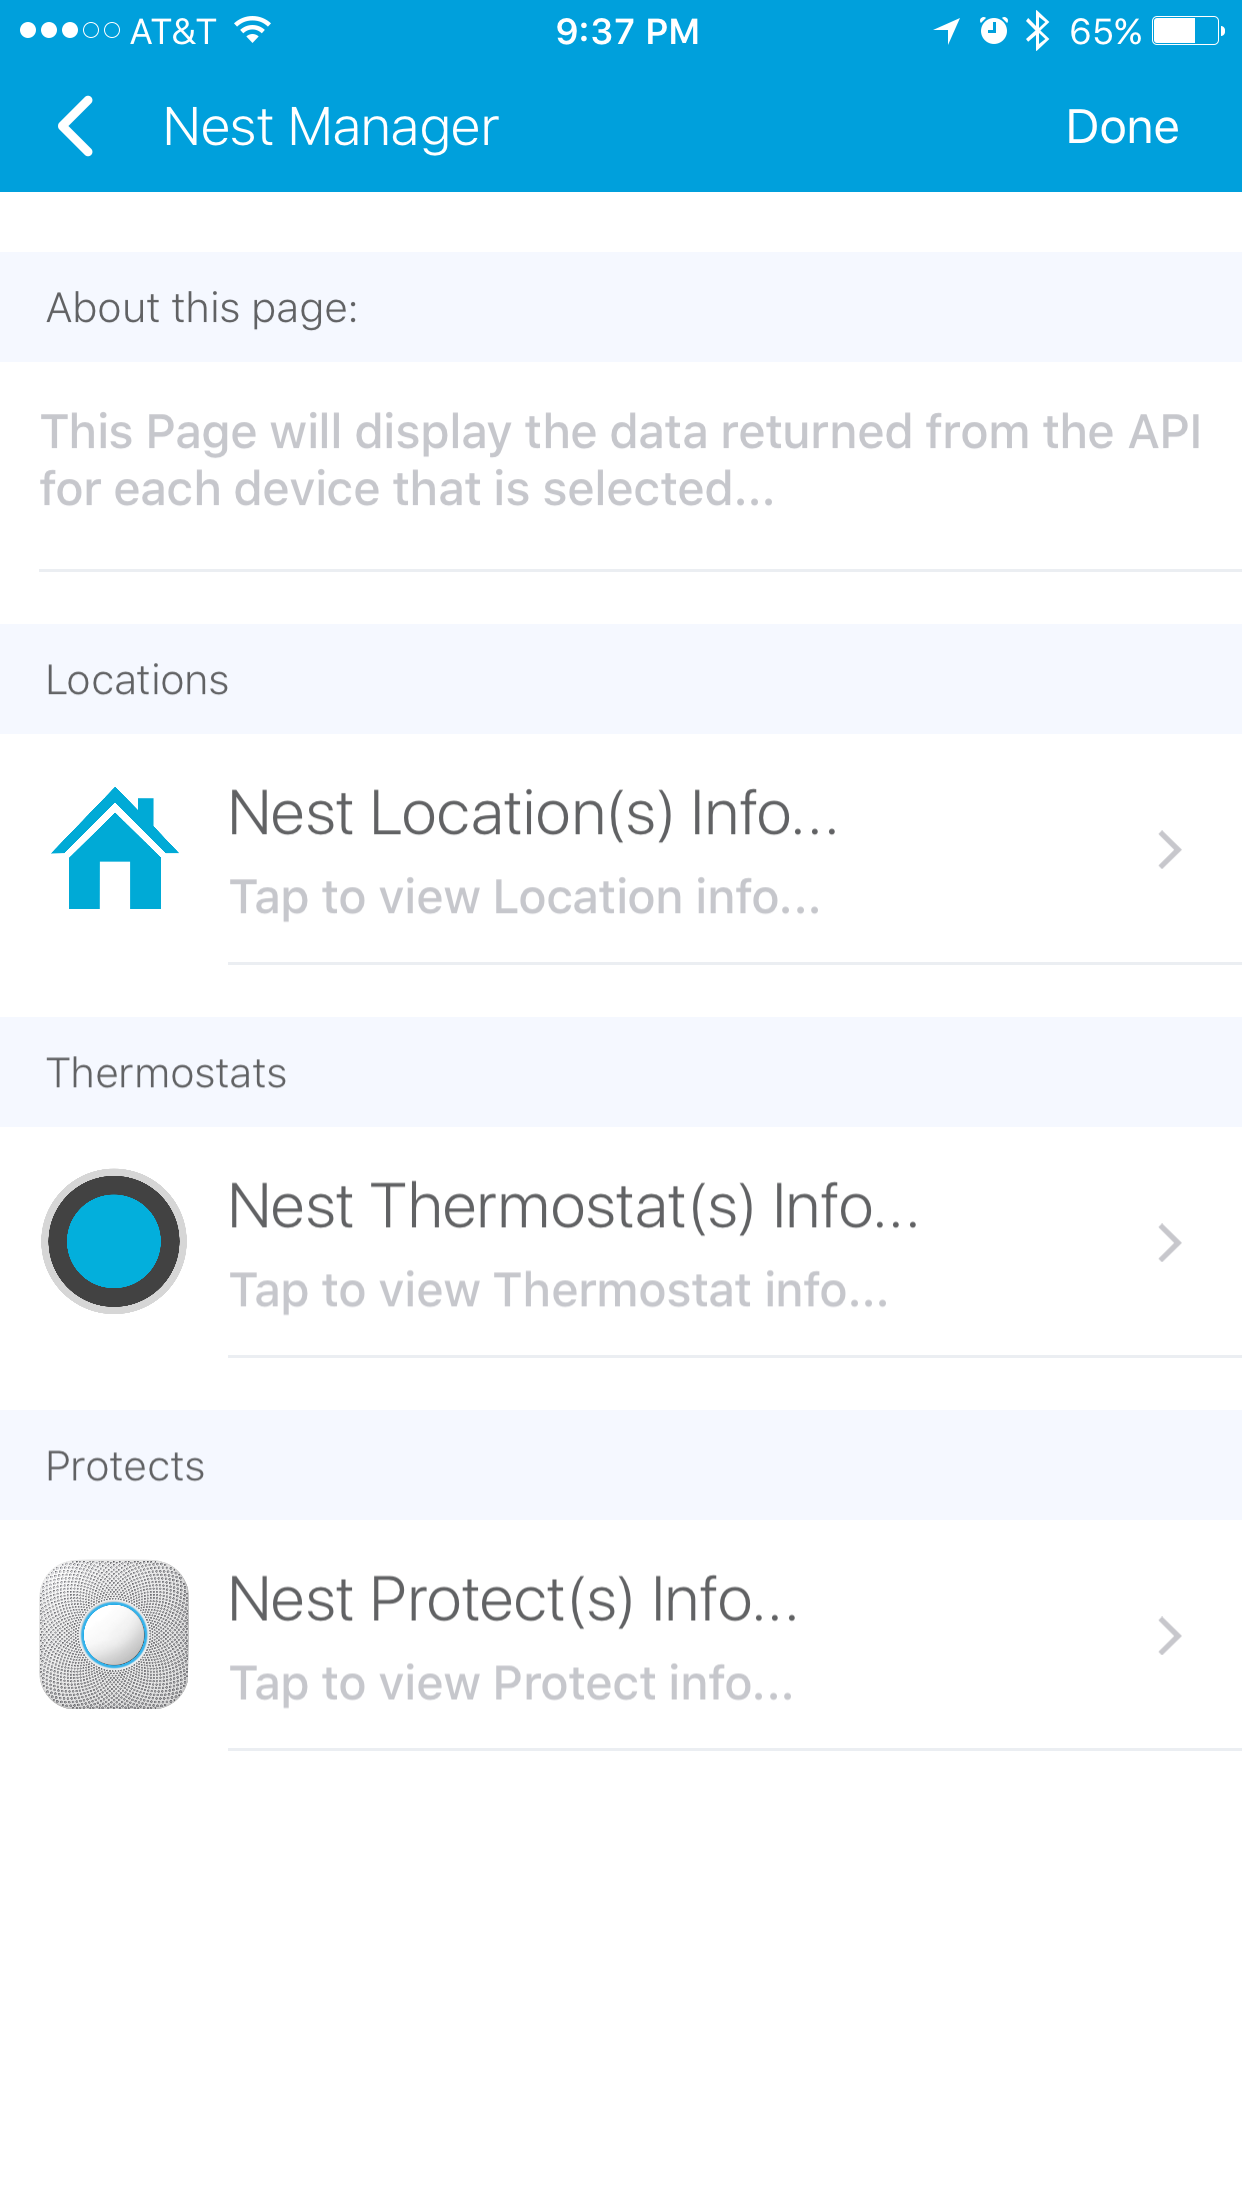 AT&T 9:37 PM 65%
Nest Manager Done
About this page:
This Page will display the data returned from the API
for each device that is selected...
Locations
Nest Location(s) Info...
Tap to view Location info...
Thermostats
Nest Thermostat(s) Info...
Tap to view Thermostat info...
Protects
Nest Protect(s) Info...
Tap to view Protect info...